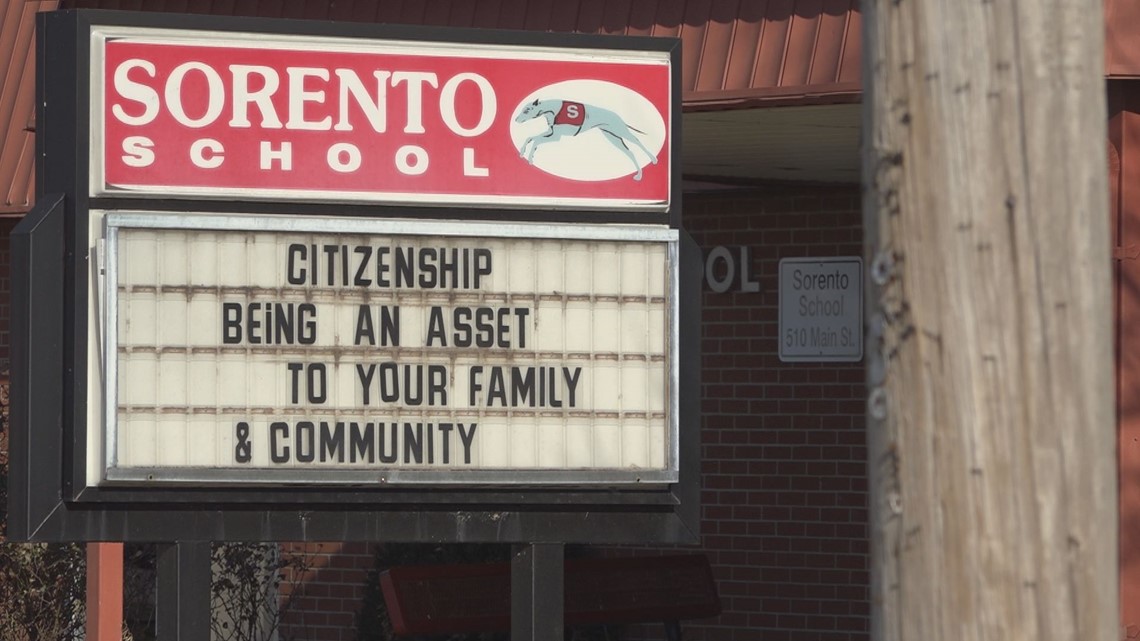 SORENTO
SCHOOL
S
CITIZENSHIP
BEiNG AN ASSET
TO YOUR FAMILY
& COMMUNITY
OL
Sorento
School
510 Main St.